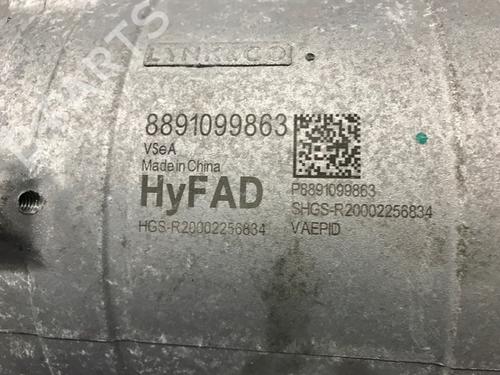 LYNK&CO
8891099863
VSeA
Made in China
HyFAD
HGS-R20002256834
P8891099863
SHGS-R20002256834
VAEPID